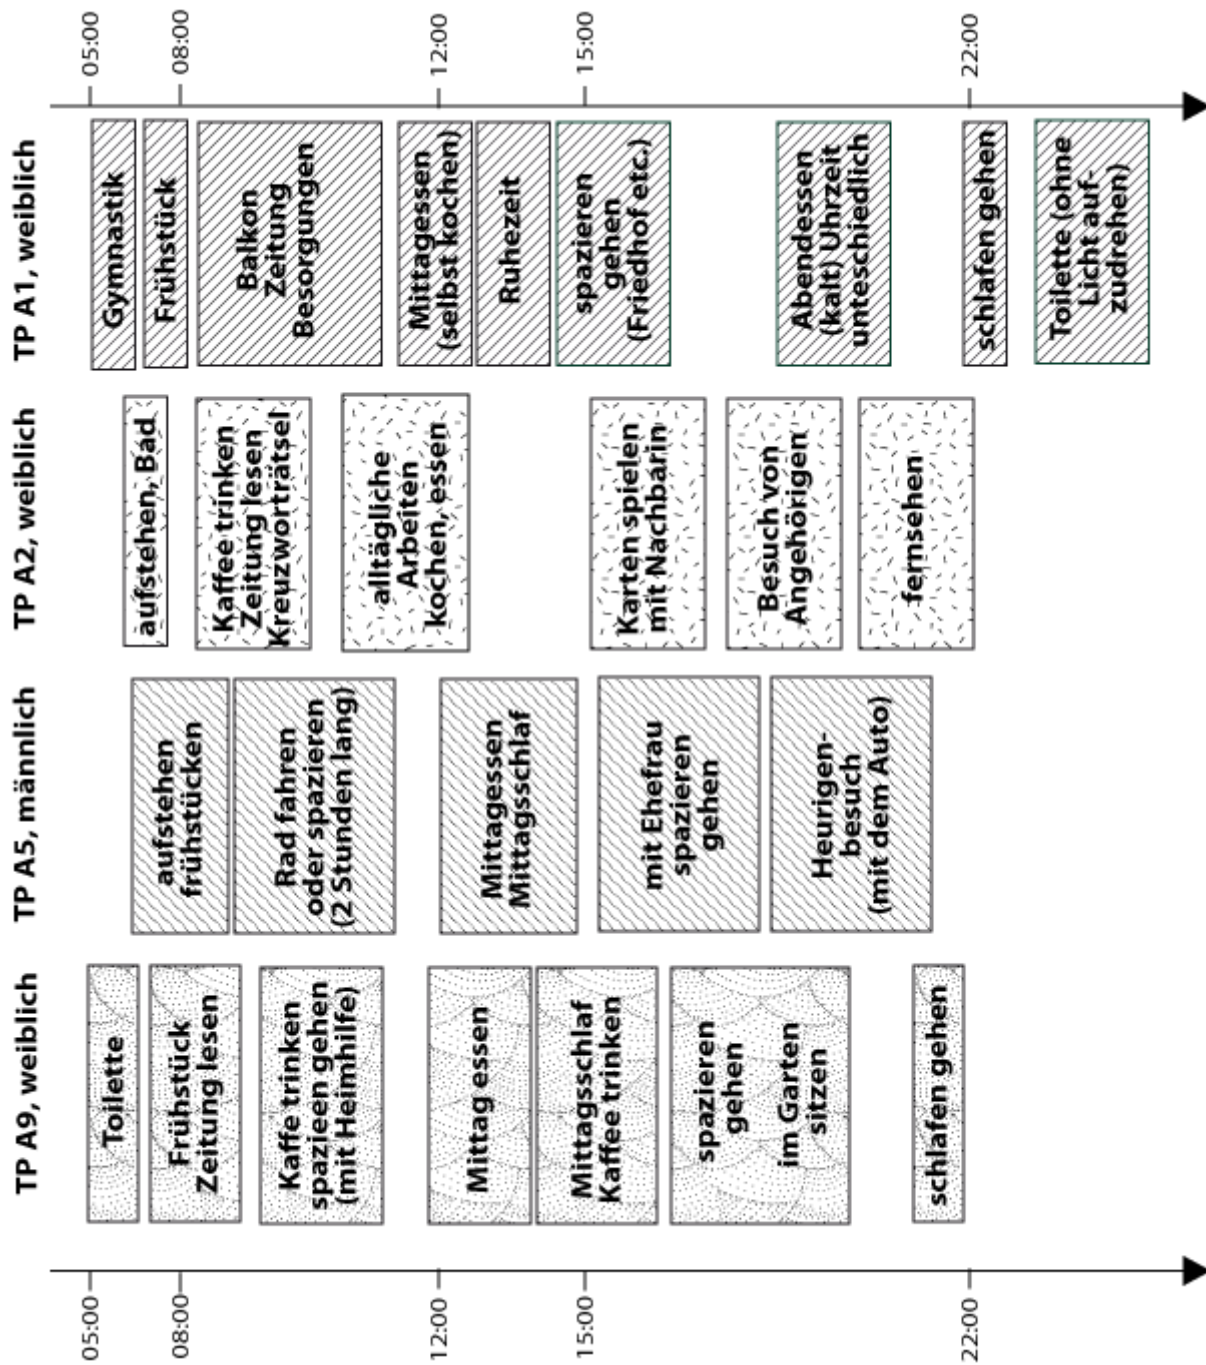 05:00
08:00
12:00
15:00
22:00
TP A1, weiblich
Gymnastik
Frühstück
Balkon
Zeitung
Besorgungen
Mittagessen
(selbst kochen)
Ruhezeit
spazieren
gehen
(Friedhof etc.)
Abendessen
(kalt) Uhrzeit
unteschiedlich
schlafen gehen
Toilette (ohne
Licht auf-
zudrehen)
TP A2, weiblich
aufstehen, Bad
Kaffee trinken
Zeitung lesen
Kreuzworträtsel
alltägliche
Arbeiten
kochen, essen
Karten spielen
mit Nachbarin
Besuch von
Angehörigen
fernsehen
TP A5, männlich
aufstehen
frühstücken
Rad fahren
oder spazieren
(2 Stunden lang)
Mittagessen
Mittagsschlaf
mit Ehefrau
spazieren
gehen
Heurigen-
besuch
(mit dem Auto)
TP A9, weiblich
Toilette
Frühstück
Zeitung lesen
Kaffe trinken
spazieen gehen
(mit Heimhilfe)
Mittag essen
Mittagsschlaf
Kaffee trinken
spazieren
gehen
im Garten
sitzen
schlafen gehen
05:00
08:00
12:00
15:00
22:00